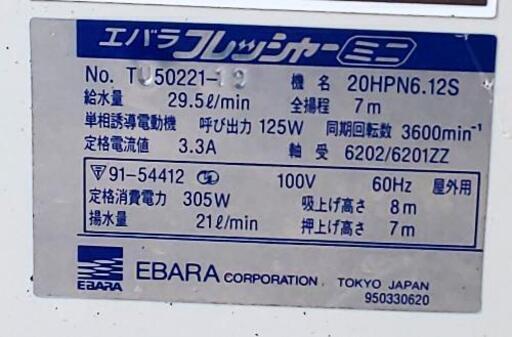 エバラフレッシャーミニ
No. TU50221-12 機名 20HPN6.12S
給水量 29.5ℓ/min 全揚程 7m
単相誘導電動機 呼び出力 125W 同期回転数 3600min⁻¹
定格電流値 3.3A 軸受 6202/6201ZZ
▽91-54412 100V 60Hz 屋外用
定格消費電力 305W 吸上げ高さ 8m
揚水量 21ℓ/min 押上げ高さ 7m
EBARA EBARA CORPORATION. TOKYO JAPAN
950330620